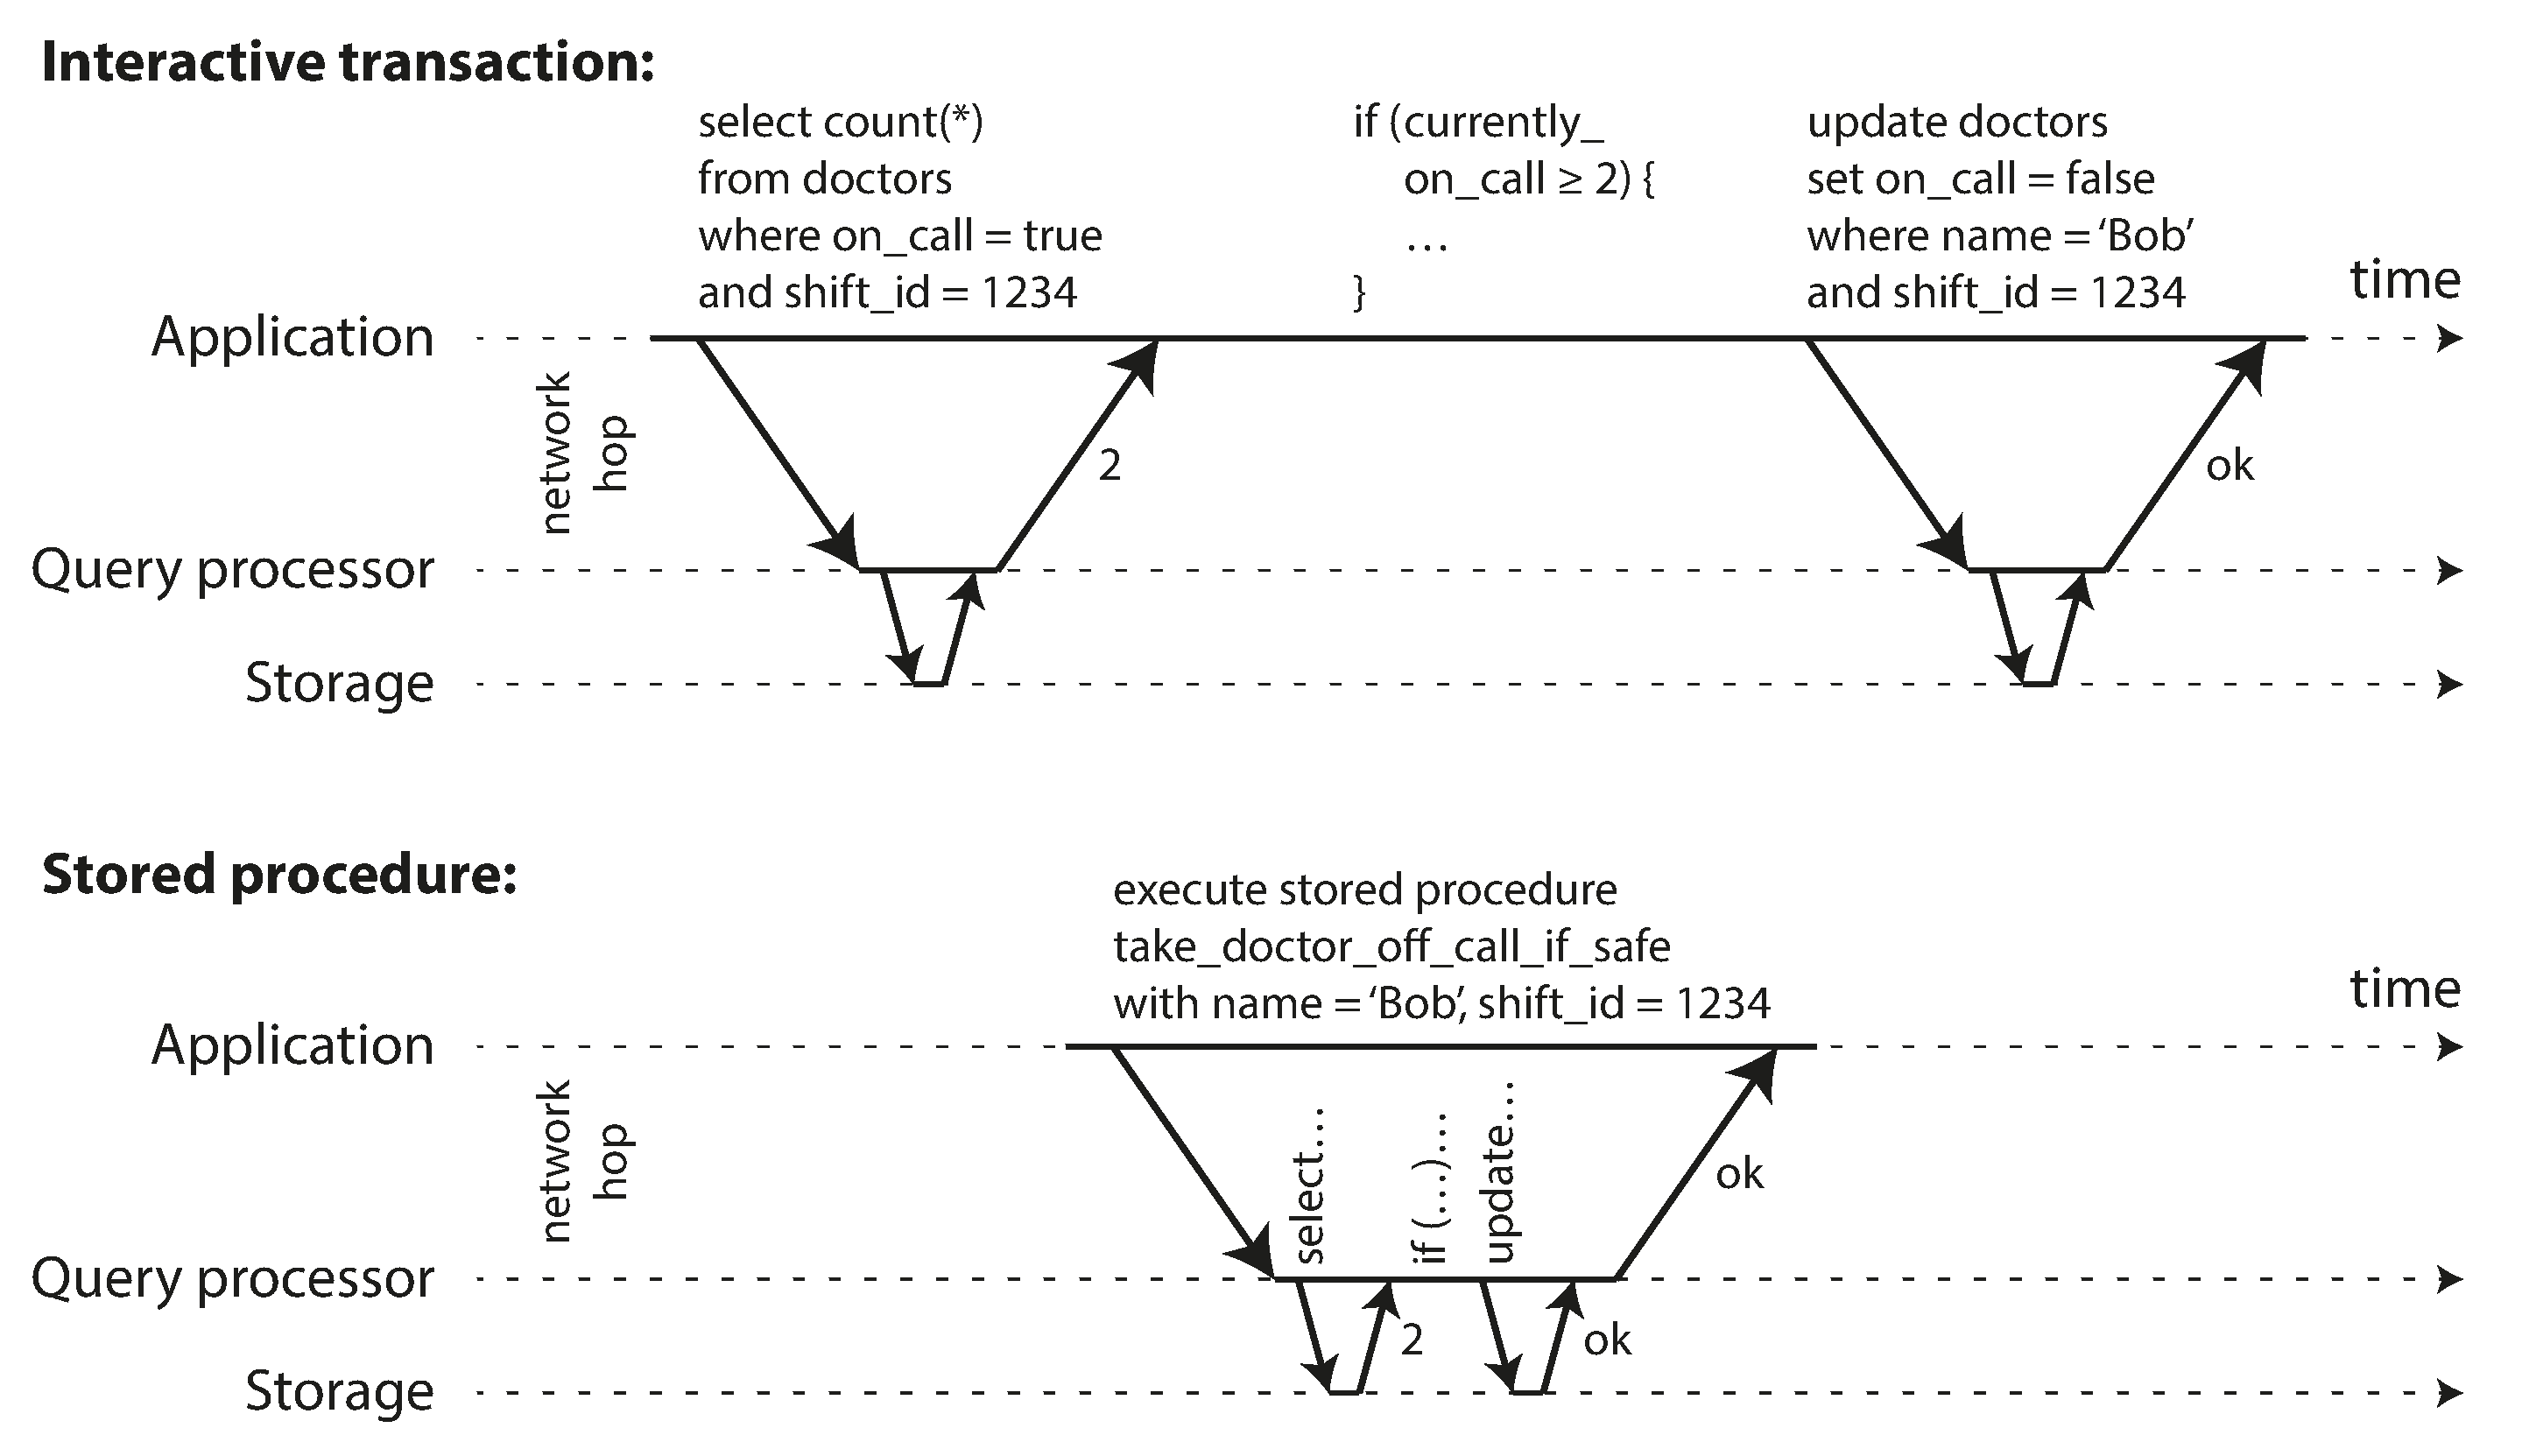 Interactive transaction:
select count(*)
from doctors
where on_call = true
and shift_id = 1234
if (currently_
on_call ≥ 2) {
…
}
update doctors
set on_call = false
where name = ‘Bob’
and shift_id = 1234
time
Application
network
hop
2
ok
Query processor
Storage
Stored procedure:
execute stored procedure
take_doctor_off_call_if_safe
with name = ‘Bob’, shift_id = 1234
time
Application
network
hop
select…
if (…)…
update…
ok
Query processor
2
ok
Storage